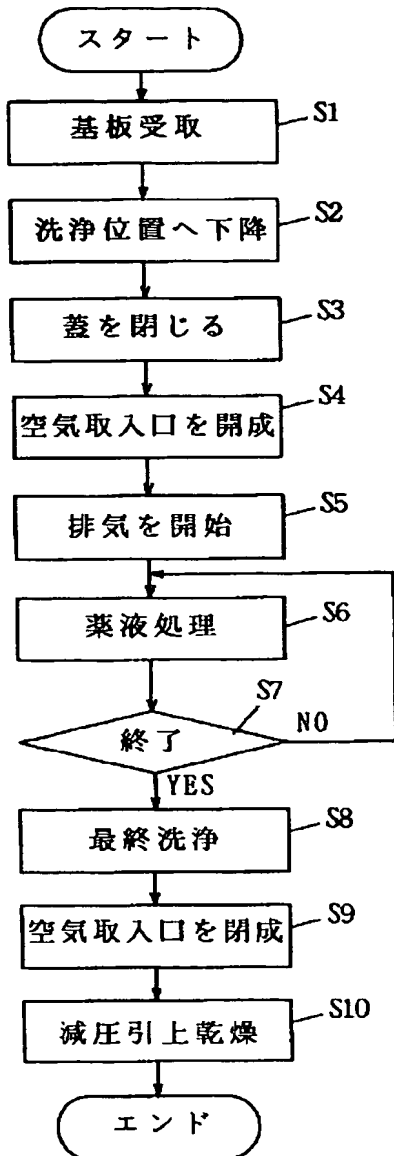 スタート
基板受取
S1
洗浄位置へ下降
S2
蓋を閉じる
S3
空気取入口を開成
S4
排気を開始
S5
薬液処理
S6
終了
S7
NO
YES
最終洗浄
S8
空気取入口を閉成
S9
減圧引上乾燥
S10
エンド